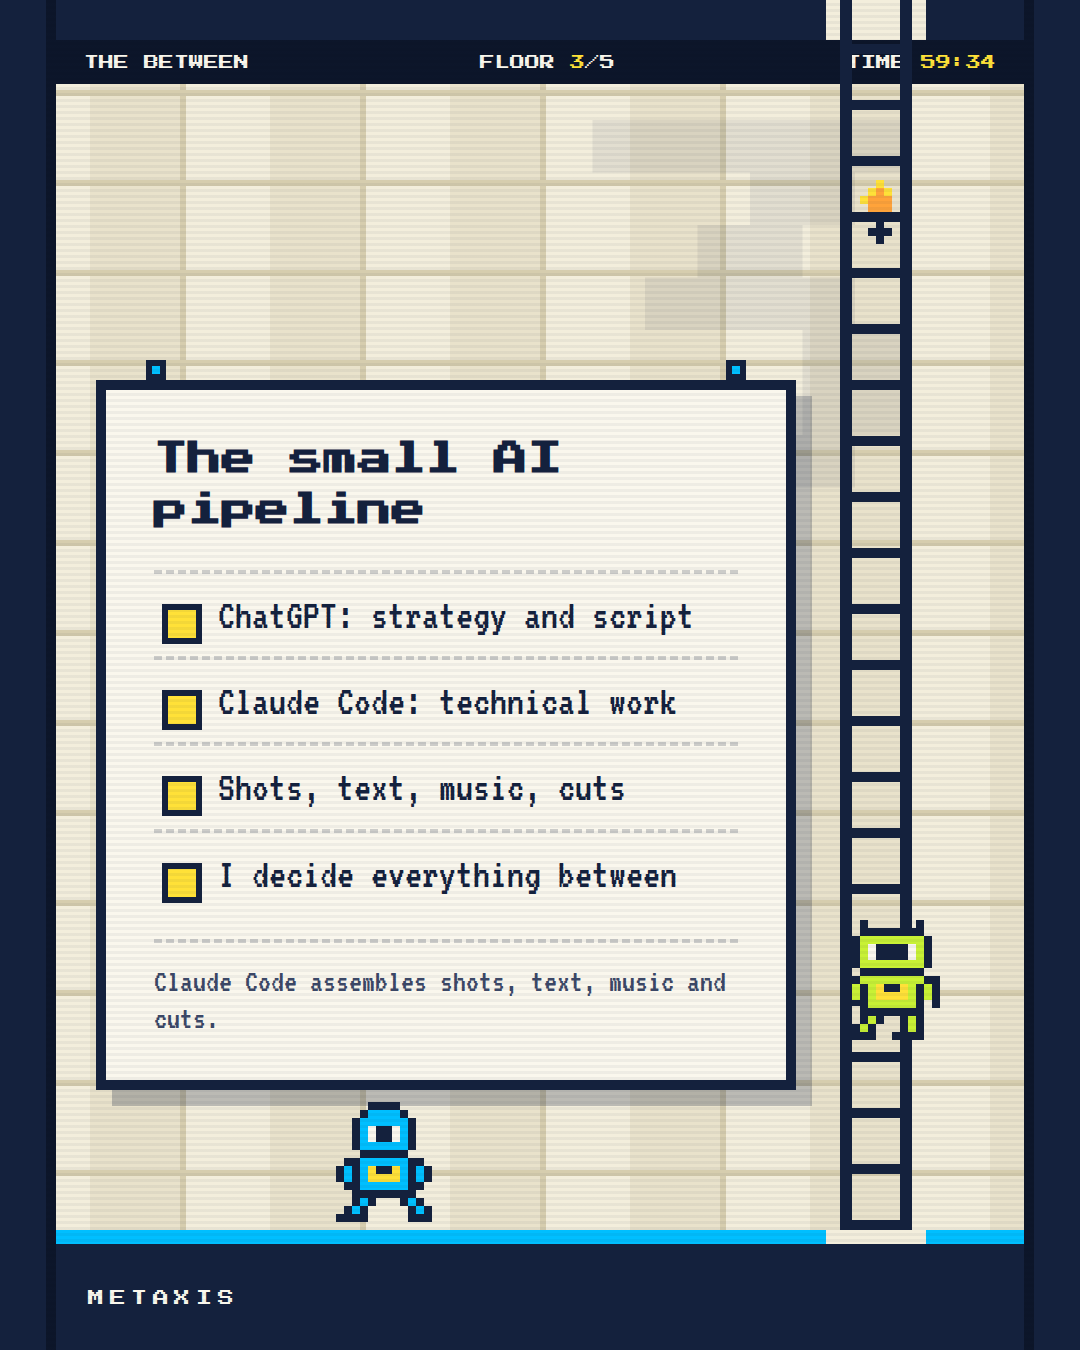 THE BETWEEN FLOOR 3/5 TIME 59:34
The small AI
pipeline
ChatGPT: strategy and script
Claude Code: technical work
Shots, text, music, cuts
I decide everything between
Claude Code assembles shots, text, music and
cuts.
METAXIS